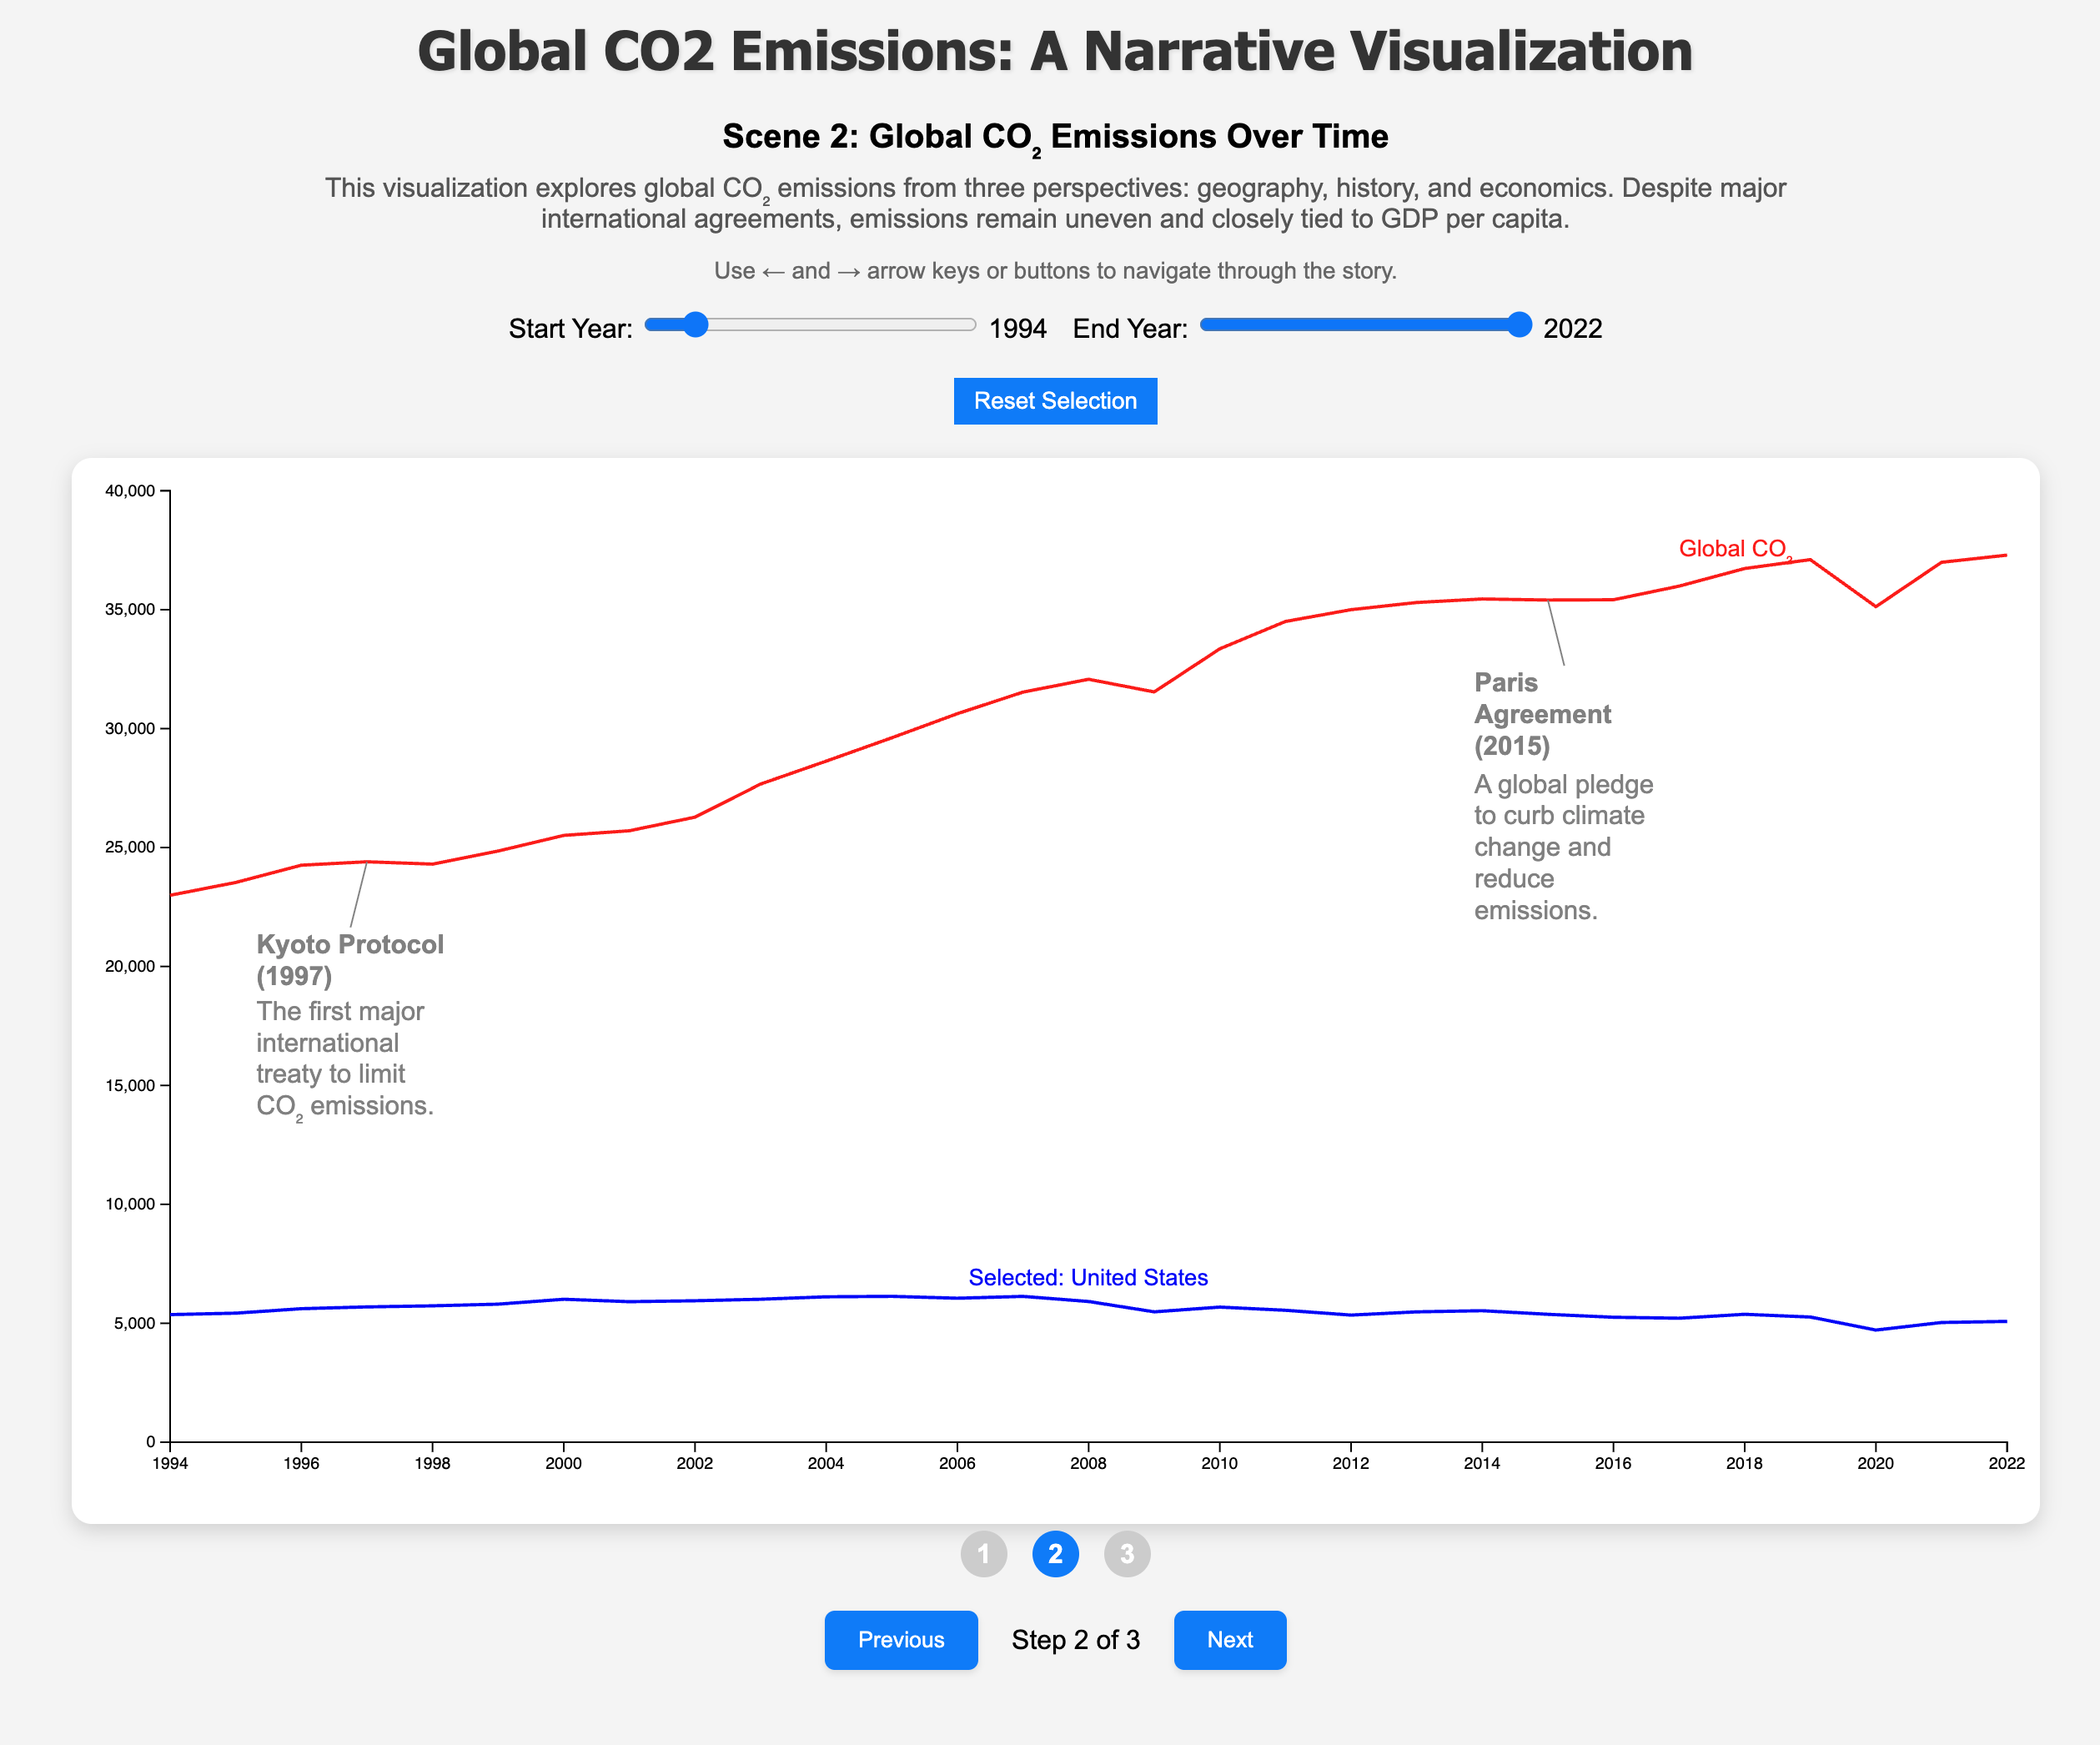 Global CO2 Emissions: A Narrative Visualization
Scene 2: Global CO₂ Emissions Over Time
This visualization explores global CO₂ emissions from three perspectives: geography, history, and economics. Despite major
international agreements, emissions remain uneven and closely tied to GDP per capita.
Use ← and → arrow keys or buttons to navigate through the story.
Start Year: 1994 End Year: 2022
Reset Selection
40,000
35,000
30,000
25,000
20,000
15,000
10,000
5,000
0
Global CO₂
Paris
Agreement
(2015)
A global pledge
to curb climate
change and
reduce
emissions.
Kyoto Protocol
(1997)
The first major
international
treaty to limit
CO₂ emissions.
Selected: United States
1994 1996 1998 2000 2002 2004 2006 2008 2010 2012 2014 2016 2018 2020 2022
1 2 3
Previous Step 2 of 3 Next